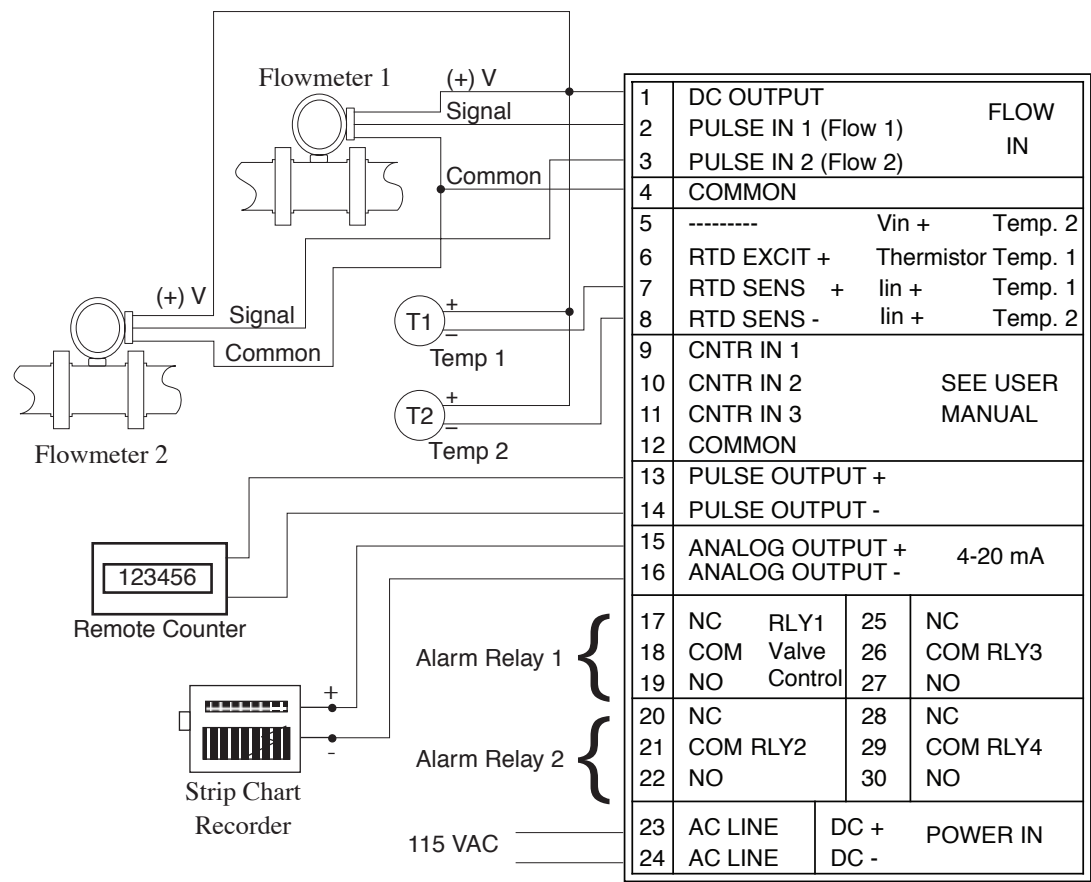 Flowmeter 1
(+) V
Signal
Common
(+) V
Signal
Common
Flowmeter 2
T1
+
–
Temp 1
T2
+
–
Temp 2
123456
Remote Counter
+
-
Strip Chart
Recorder
Alarm Relay 1 {
Alarm Relay 2 {
115 VAC
1 DC OUTPUT
2 PULSE IN 1 (Flow 1)
3 PULSE IN 2 (Flow 2)
FLOW
IN
4 COMMON
5 --------- Vin + Temp. 2
6 RTD EXCIT + Thermistor Temp. 1
7 RTD SENS + Iin + Temp. 1
8 RTD SENS - Iin + Temp. 2
9 CNTR IN 1
10 CNTR IN 2 SEE USER
11 CNTR IN 3 MANUAL
12 COMMON
13 PULSE OUTPUT +
14 PULSE OUTPUT -
15 ANALOG OUTPUT +
16 ANALOG OUTPUT -
4-20 mA
17 NC RLY1 25 NC
18 COM Valve 26 COM RLY3
19 NO Control 27 NO
20 NC 28 NC
21 COM RLY2 29 COM RLY4
22 NO 30 NO
23 AC LINE DC +
24 AC LINE DC -
POWER IN